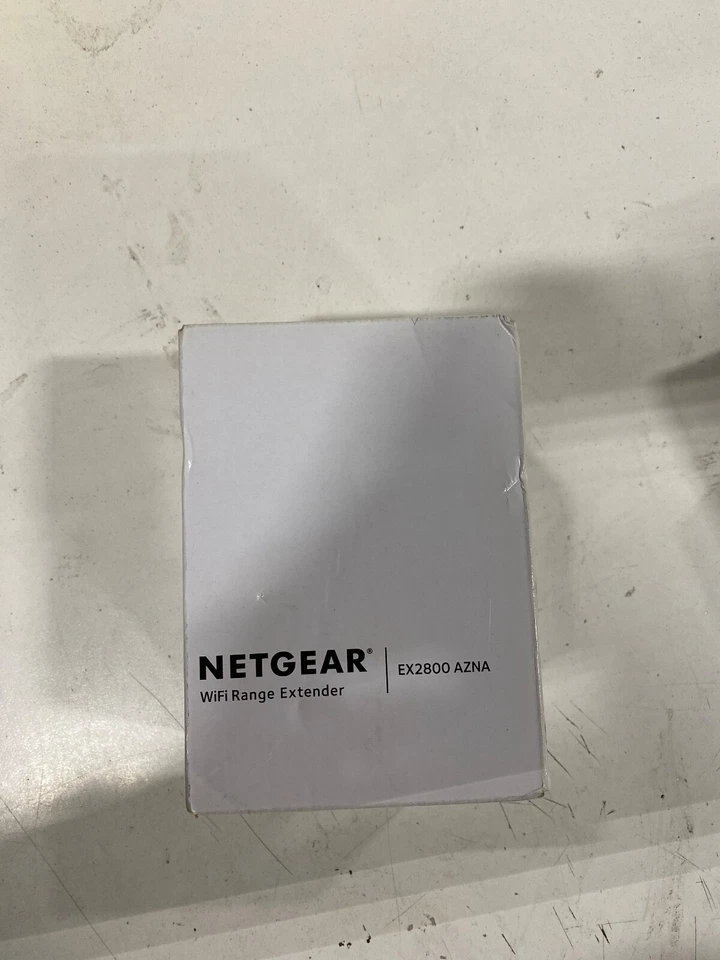 NETGEAR®
WiFi Range Extender
EX2800 AZNA